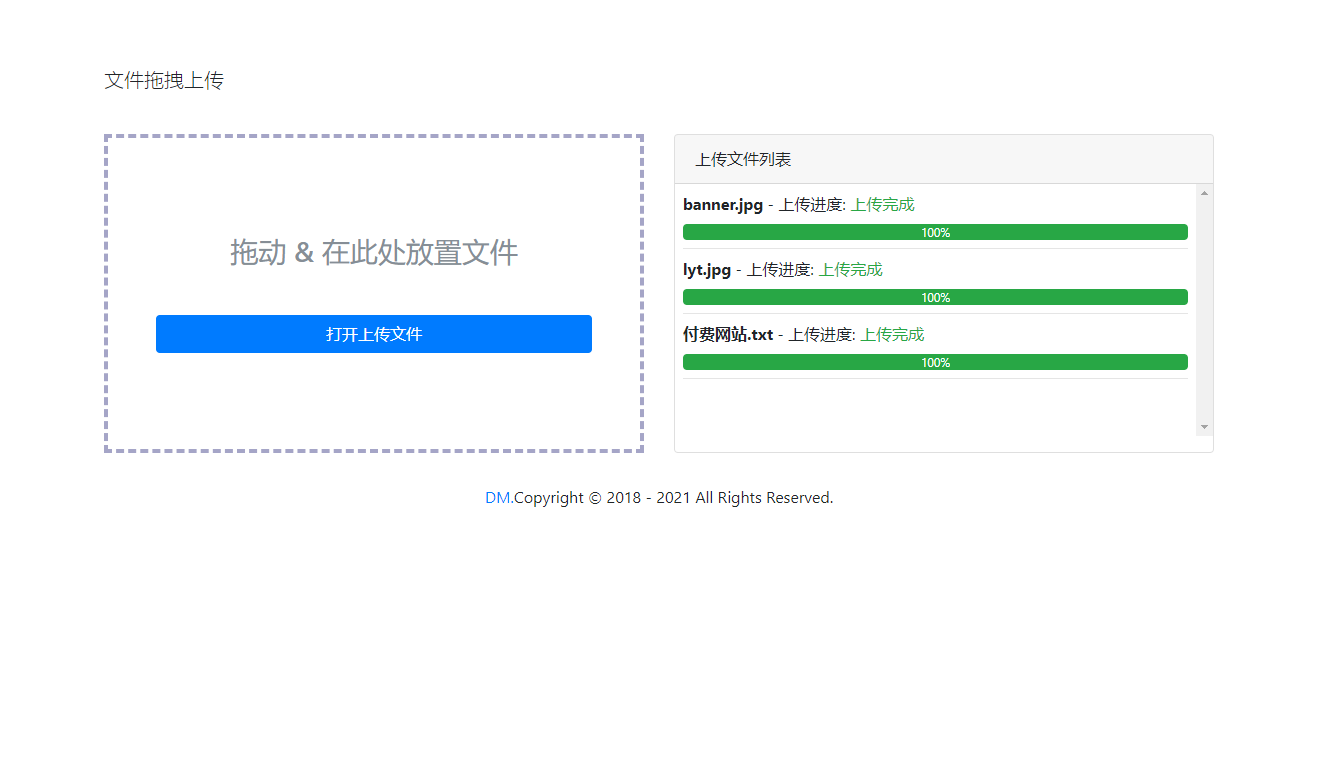 文件拖拽上传
拖动 & 在此处放置文件
打开上传文件
上传文件列表
banner.jpg - 上传进度: 上传完成
100%
lyt.jpg - 上传进度: 上传完成
100%
付费网站.txt - 上传进度: 上传完成
100%
DM.Copyright © 2018 - 2021 All Rights Reserved.